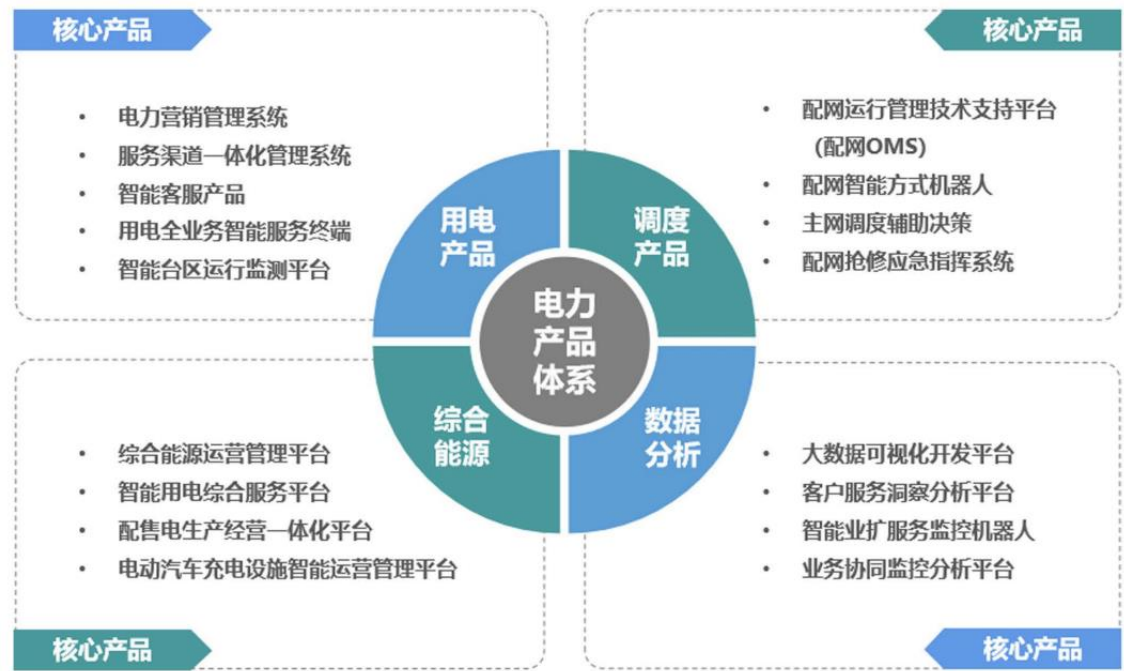 核心产品
电力营销管理系统
服务渠道一体化管理系统
智能客服产品
用电全业务智能服务终端
智能台区运行监测平台
核心产品
配网运行管理技术支持平台
(配网OMS)
配网智能方式机器人
主网调度辅助决策
配网抢修应急指挥系统
用电
产品
调度
产品
电力
产品
体系
综合
能源
数据
分析
综合能源运营管理平台
智能用电综合服务平台
配售电生产经营一体化平台
电动汽车充电设施智能运营管理平台
核心产品
大数据可视化开发平台
客户服务洞察分析平台
智能业扩服务监控机器人
业务协同监控分析平台
核心产品